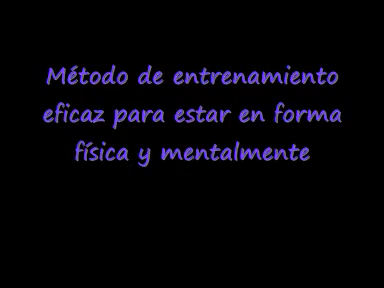 Método de entrenamiento
eficaz para estar en forma
física y mentalmente